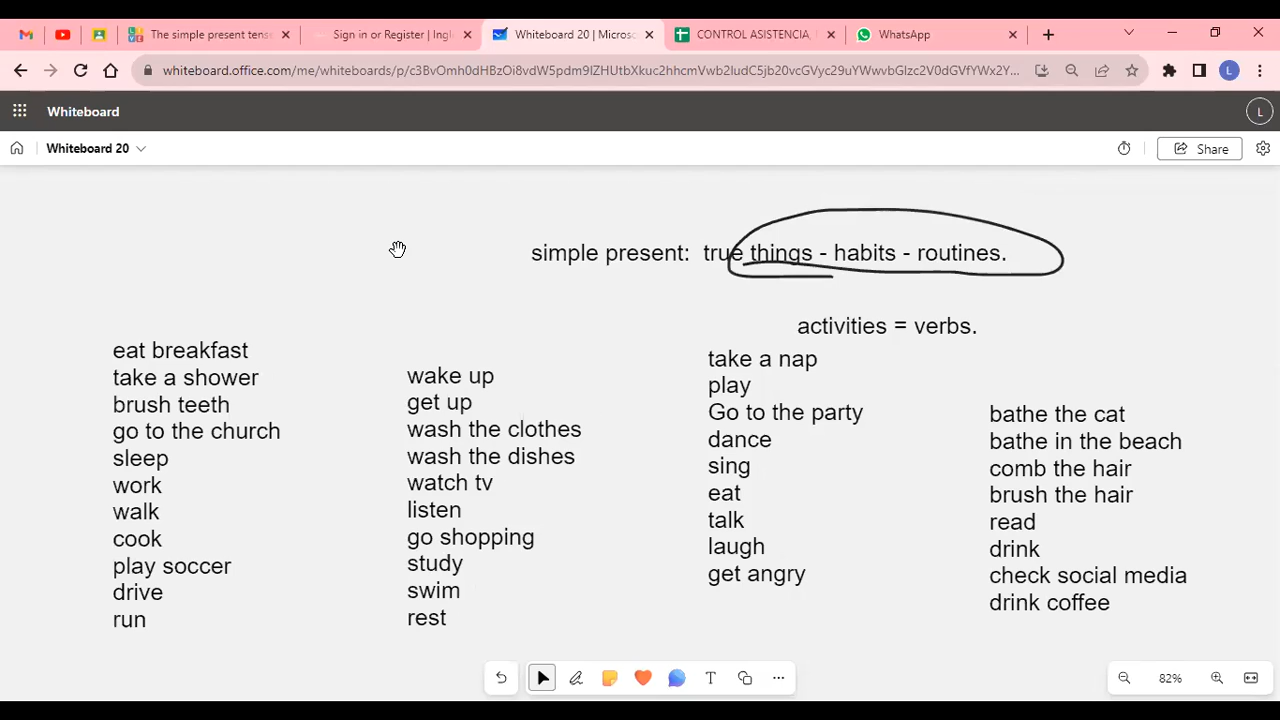 The simple present tens
Sign in or Register | Ingl
Whiteboard 20 | Micros
CONTROL ASISTENCIA
WhatsApp
Whiteboard
L
Whiteboard 20
Share
simple present: true things - habits - routines.
activities = verbs.
eat breakfast
take a shower
brush teeth
go to the church
sleep
work
walk
cook
play soccer
drive
run
wake up
get up
wash the clothes
wash the dishes
watch tv
listen
go shopping
study
swim
rest
take a nap
play
Go to the party
dance
sing
eat
talk
laugh
get angry
bathe the cat
bathe in the beach
comb the hair
brush the hair
read
drink
check social media
drink coffee
82%